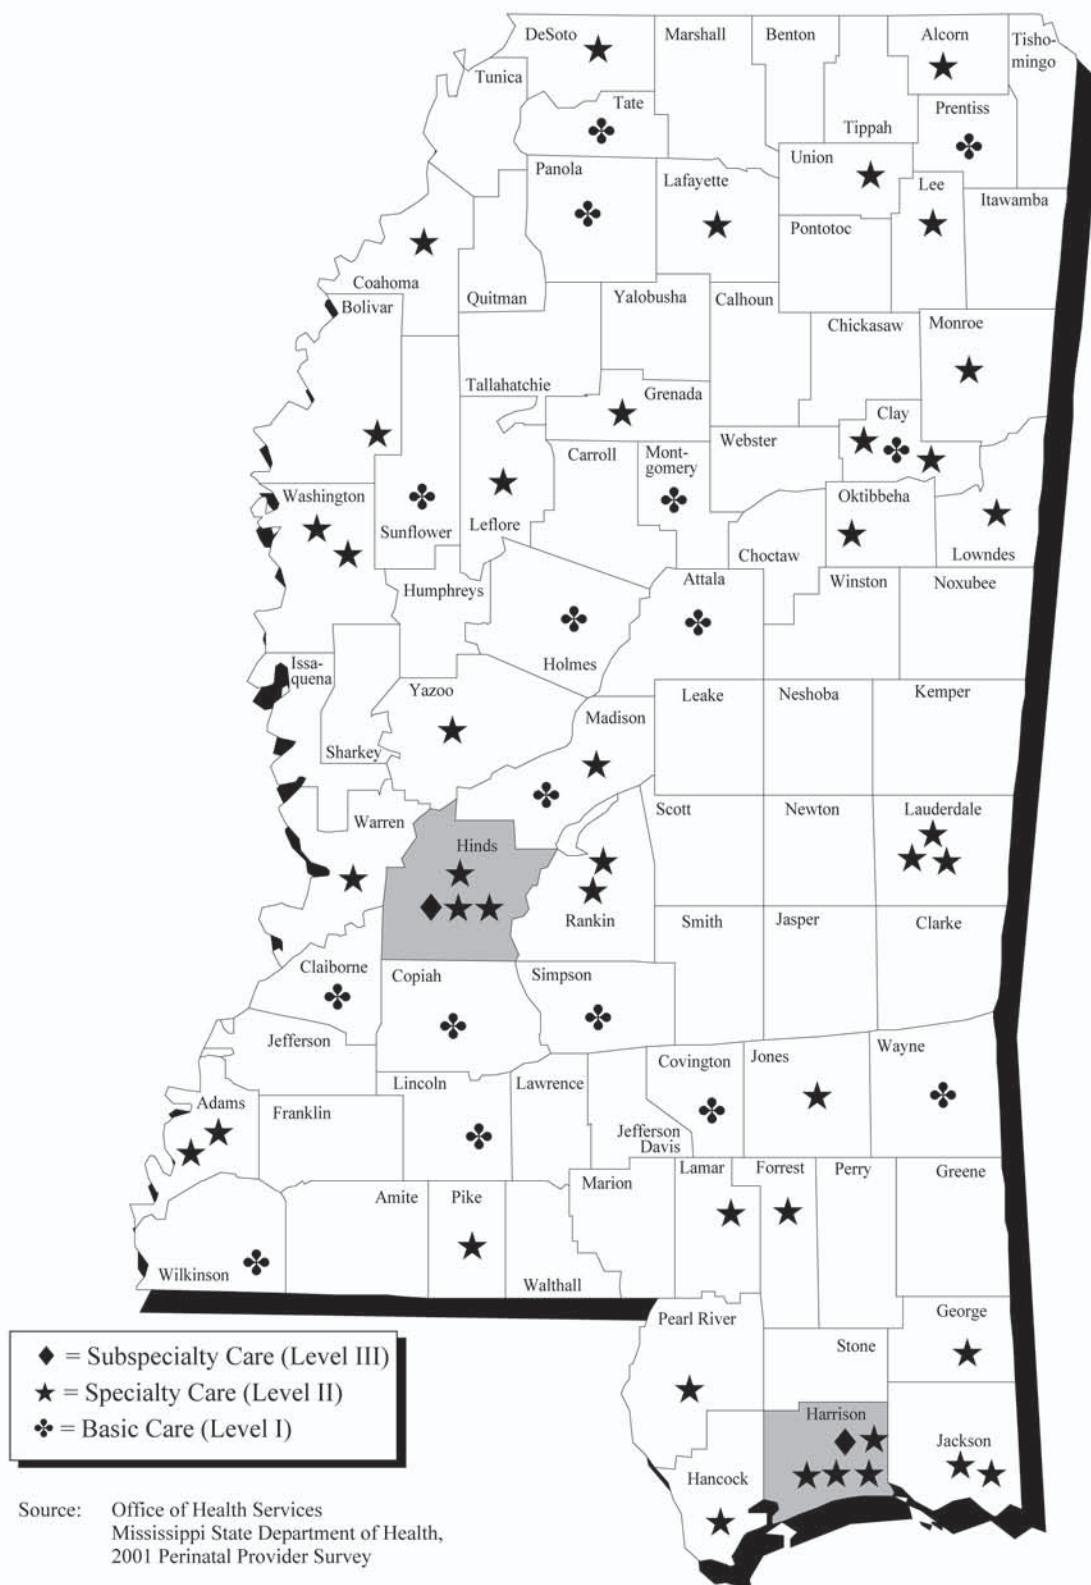 DeSoto
Marshall
Benton
Alcorn
Tisho-
mingo
Tunica
Tate
Prentiss
Tippah
Union
Panola
Lafayette
Lee
Itawamba
Pontotoc
Coahoma
Quitman
Yalobusha
Calhoun
Bolivar
Chickasaw
Monroe
Tallahatchie
Grenada
Clay
Webster
Carroll
Mont-
gomery
Washington
Oktibbeha
Sunflower
Leflore
Choctaw
Lowndes
Humphreys
Attala
Winston
Noxubee
Issa-
quena
Holmes
Yazoo
Leake
Neshoba
Kemper
Madison
Sharkey
Warren
Scott
Newton
Lauderdale
Hinds
Rankin
Smith
Jasper
Clarke
Claiborne
Copiah
Simpson
Jefferson
Covington
Jones
Wayne
Lincoln
Lawrence
Adams
Franklin
Jefferson
Davis
Lamar
Forrest
Perry
Greene
Marion
Amite
Pike
Wilkinson
Walthall
Pearl River
George
Stone
Harrison
Jackson
Hancock
♦ = Subspecialty Care (Level III)
★ = Specialty Care (Level II)
✤ = Basic Care (Level I)
Source: Office of Health Services
Mississippi State Department of Health,
2001 Perinatal Provider Survey